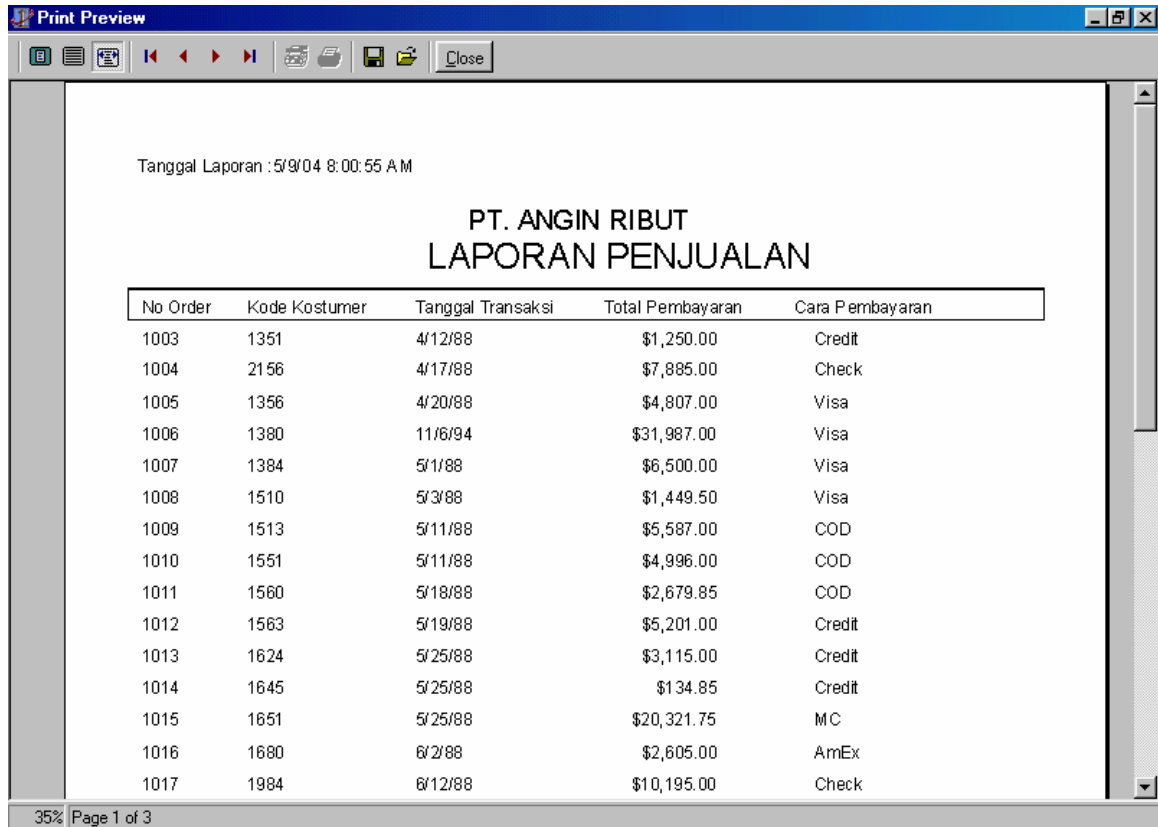 Print Preview
Close
Tanggal Laporan : 5/9/04 8:00:55 AM
PT. ANGIN RIBUT
LAPORAN PENJUALAN
No Order Kode Kostumer Tanggal Transaksi Total Pembayaran Cara Pembayaran
1003 1351 4/12/88 $1,250.00 Credit
1004 2156 4/17/88 $7,885.00 Check
1005 1356 4/20/88 $4,807.00 Visa
1006 1380 11/6/94 $31,987.00 Visa
1007 1384 5/1/88 $6,500.00 Visa
1008 1510 5/3/88 $1,449.50 Visa
1009 1513 5/11/88 $5,587.00 COD
1010 1551 5/11/88 $4,996.00 COD
1011 1560 5/18/88 $2,679.85 COD
1012 1563 5/19/88 $5,201.00 Credit
1013 1624 5/25/88 $3,115.00 Credit
1014 1645 5/25/88 $134.85 Credit
1015 1651 5/25/88 $20,321.75 MC
1016 1680 6/2/88 $2,605.00 AmEx
1017 1984 6/12/88 $10,195.00 Check
35% Page 1 of 3